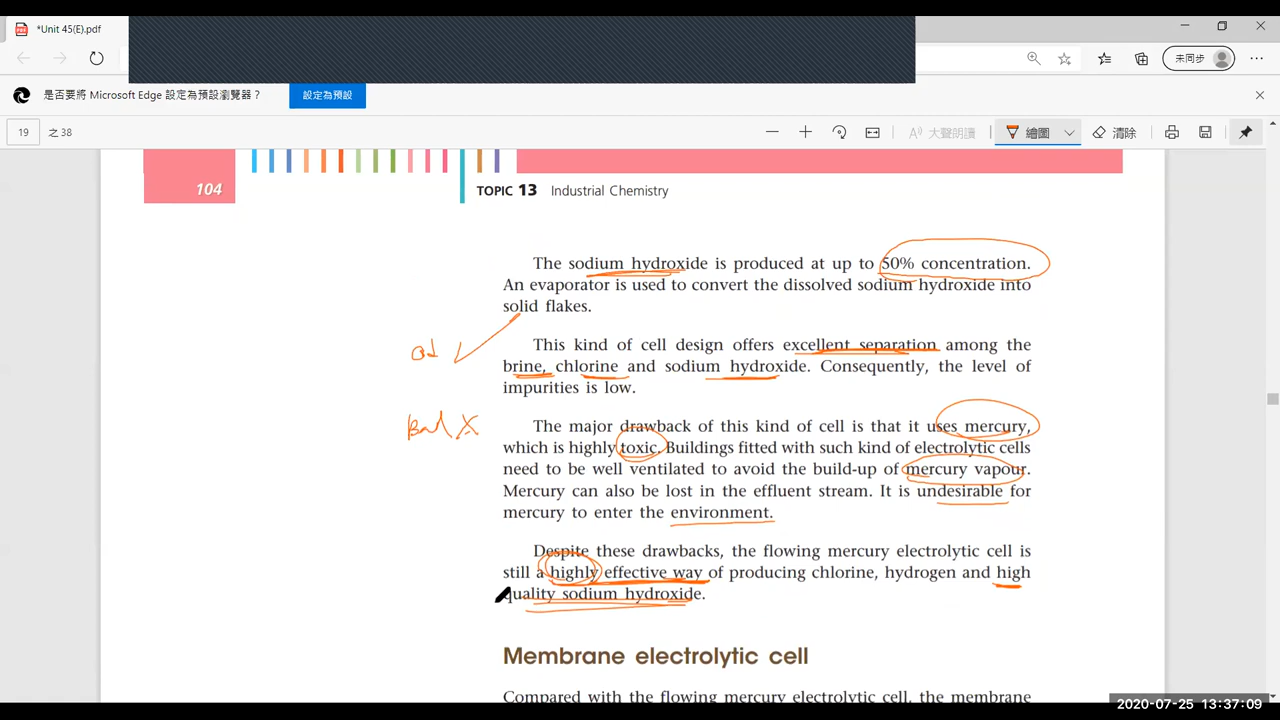 *Unit 45(E).pdf
未同步
是否要將 Microsoft Edge 設定為預設瀏覽器？
設定為預設
19 之 38
大聲朗讀
繪圖
清除
104
TOPIC 13 Industrial Chemistry
The sodium hydroxide is produced at up to 50% concentration.
An evaporator is used to convert the dissolved sodium hydroxide into
solid flakes.
This kind of cell design offers excellent separation among the
brine, chlorine and sodium hydroxide. Consequently, the level of
impurities is low.
Bad X
The major drawback of this kind of cell is that it uses mercury,
which is highly toxic. Buildings fitted with such kind of electrolytic cells
need to be well ventilated to avoid the build-up of mercury vapour.
Mercury can also be lost in the effluent stream. It is undesirable for
mercury to enter the environment.
Despite these drawbacks, the flowing mercury electrolytic cell is
still a highly effective way of producing chlorine, hydrogen and high
quality sodium hydroxide.
Membrane electrolytic cell
Compared with the flowing mercury electrolytic cell, the membrane
2020-07-25 13:37:09